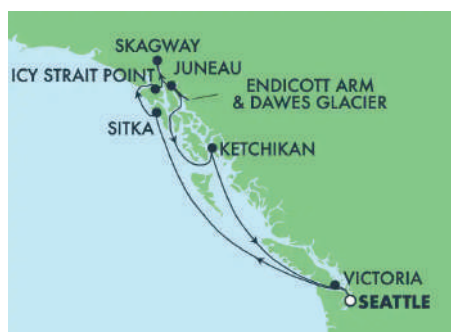 SKAGWAY
ICY STRAIT POINT
JUNEAU
ENDICOTT ARM
& DAWES GLACIER
SITKA
KETCHIKAN
VICTORIA
SEATTLE